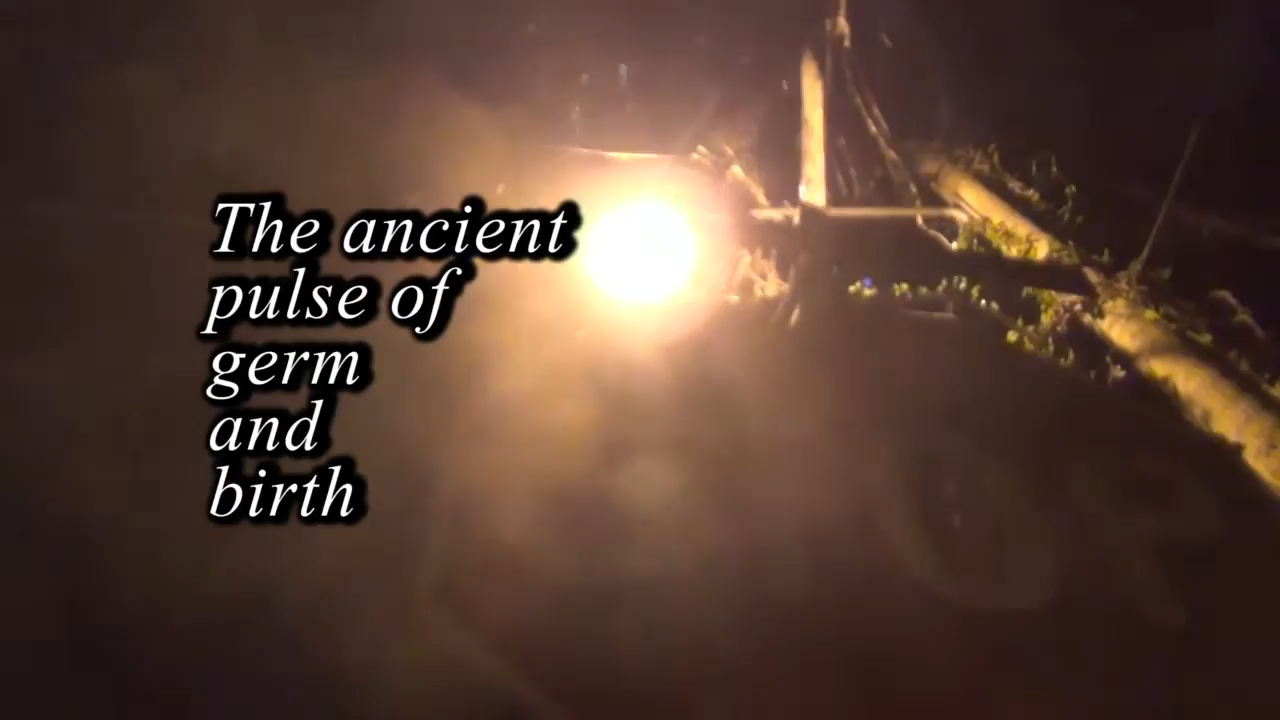 The ancient
pulse of
germ
and
birth